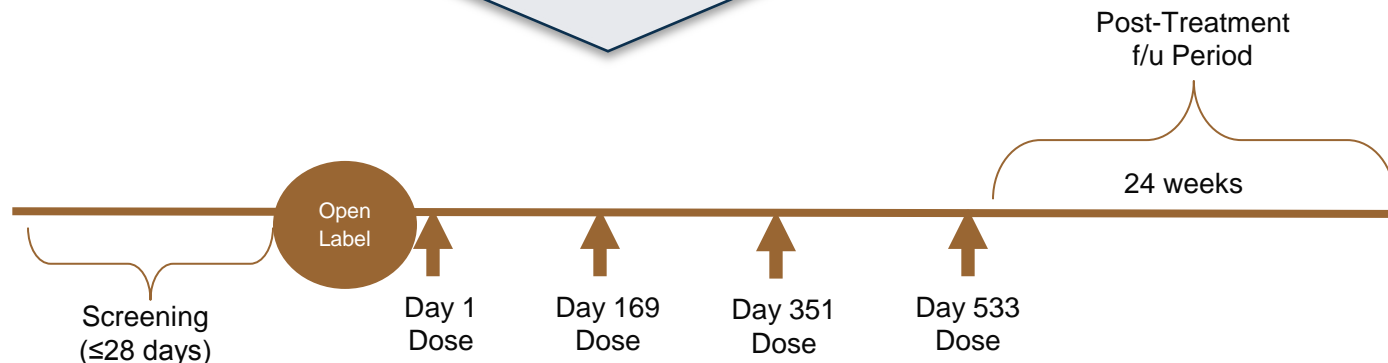 Post-Treatment
f/u Period
24 weeks
Open
Label
Screening
(≤28 days)
Day 1
Dose
Day 169
Dose
Day 351
Dose
Day 533
Dose